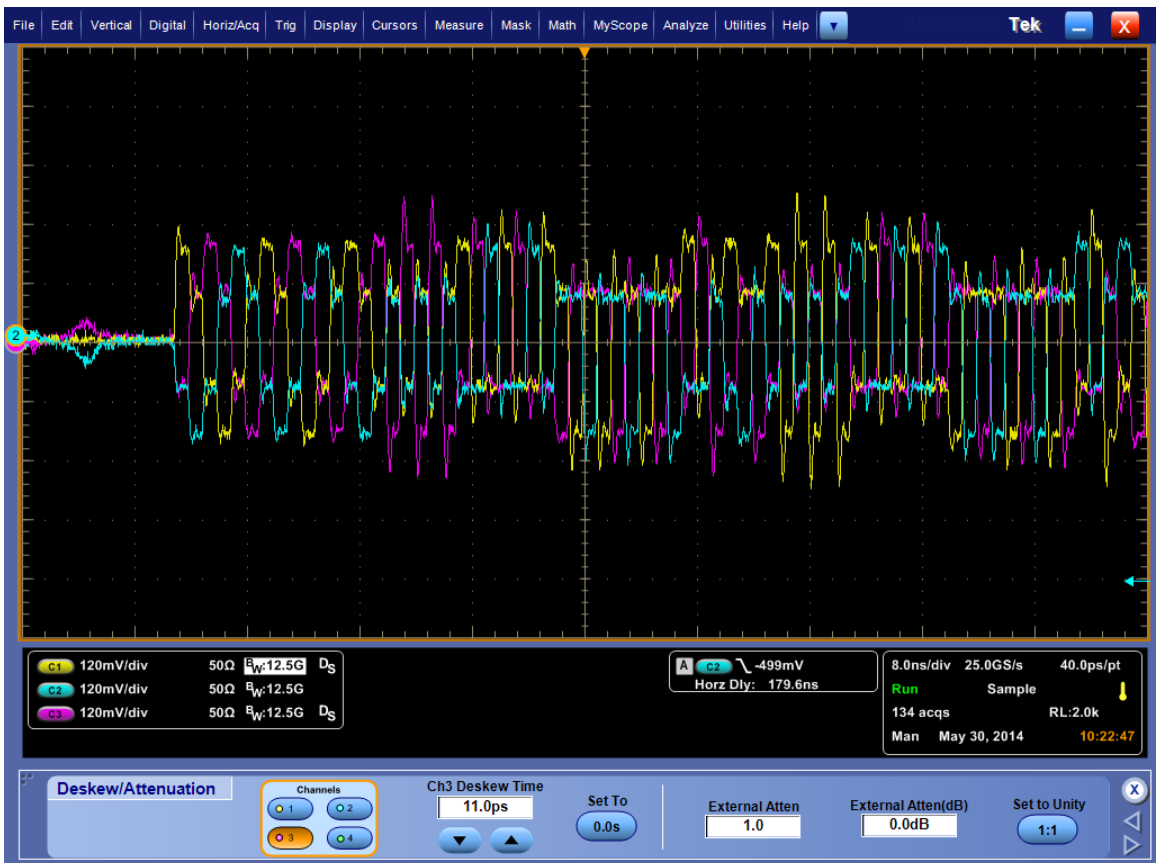 File Edit Vertical Digital Horiz/Acq Trig Display Cursors Measure Mask Math MyScope Analyze Utilities Help Tek X
2
C1 120mV/div 50Ω BW:12.5G DS
C2 120mV/div 50Ω BW:12.5G
C3 120mV/div 50Ω BW:12.5G DS
A C2 -499mV
Horz Dly: 179.6ns
8.0ns/div 25.0GS/s 40.0ps/pt
Run Sample
134 acqs RL:2.0k
Man May 30, 2014 10:22:47
Deskew/Attenuation
Channels
1 2
3 4
Ch3 Deskew Time
11.0ps
Set To
0.0s
External Atten
1.0
External Atten(dB)
0.0dB
Set to Unity
1:1
X